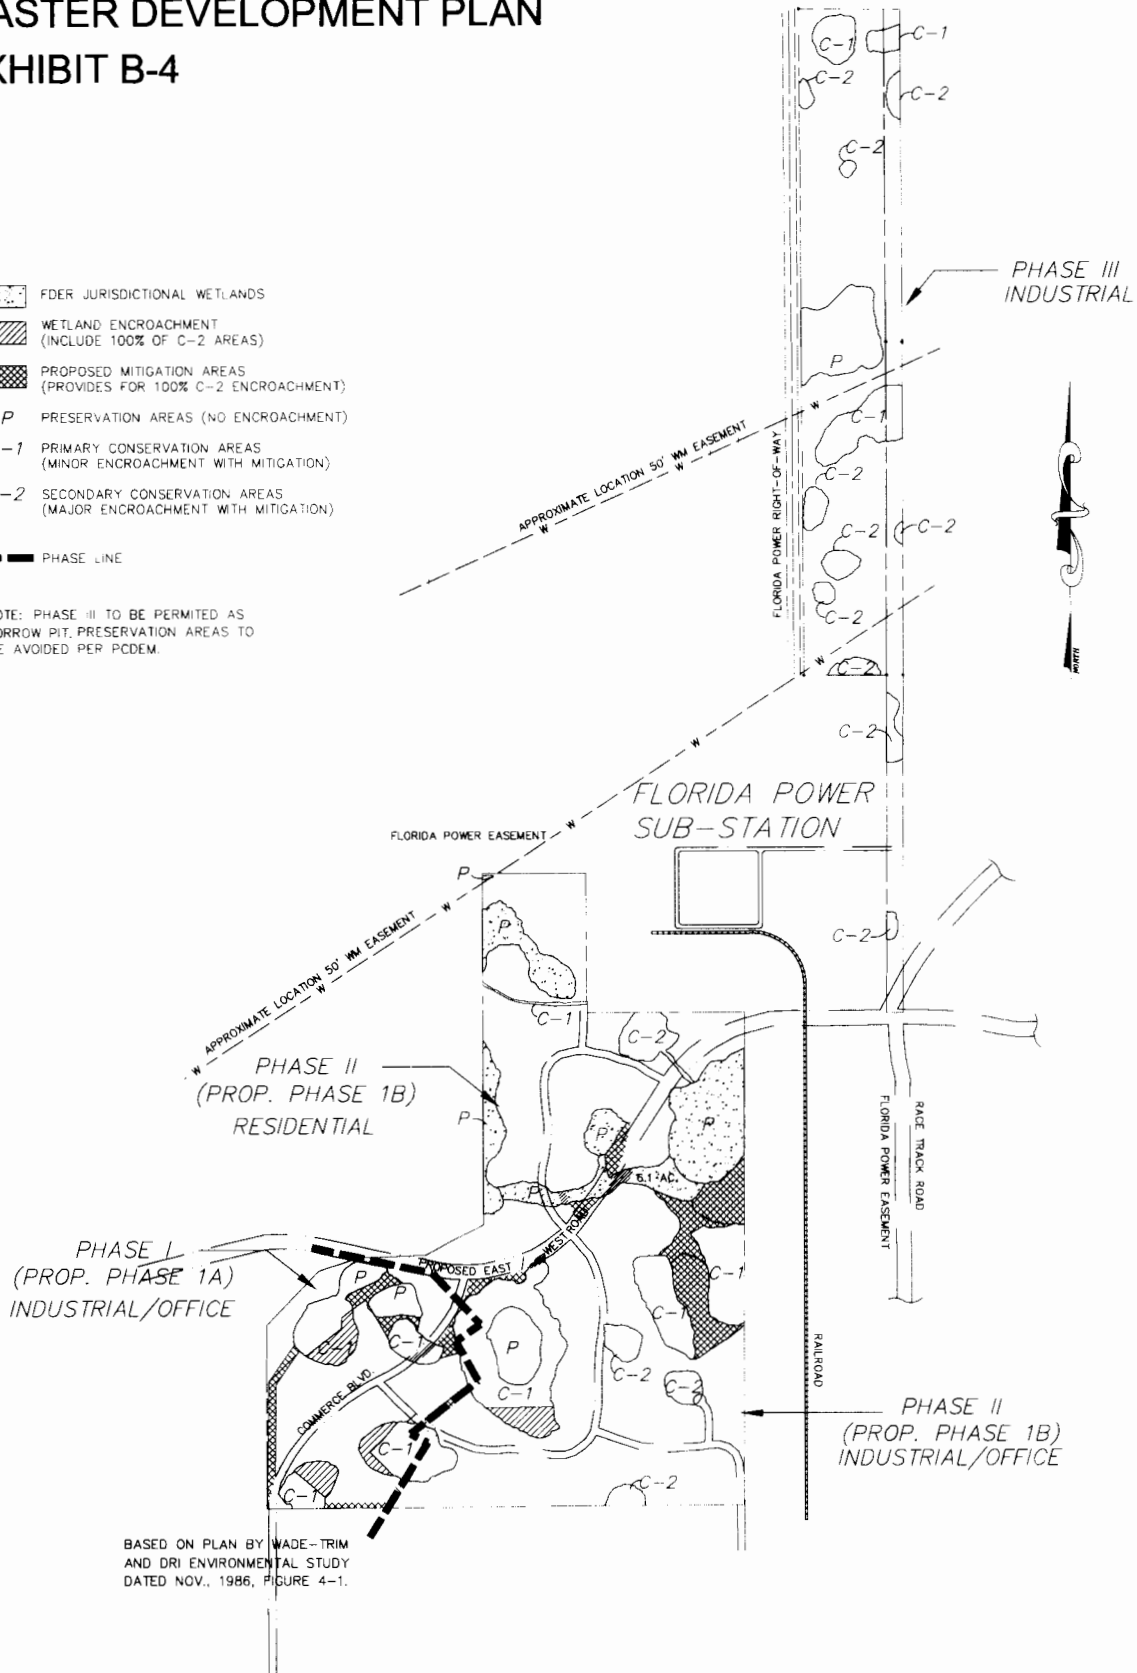 ASTER DEVELOPMENT PLAN
XHIBIT B-4
FDER JURISDICTIONAL WETLANDS
WETLAND ENCROACHMENT
(INCLUDE 100% OF C-2 AREAS)
PROPOSED MITIGATION AREAS
(PROVIDES FOR 100% C-2 ENCROACHMENT)
P PRESERVATION AREAS (NO ENCROACHMENT)
-1 PRIMARY CONSERVATION AREAS
(MINOR ENCROACHMENT WITH MITIGATION)
-2 SECONDARY CONSERVATION AREAS
(MAJOR ENCROACHMENT WITH MITIGATION)
PHASE LINE
OTE: PHASE III TO BE PERMITED AS
ORROW PIT. PRESERVATION AREAS TO
E AVOIDED PER PCDEM.
C-1
C-1
C-2
C-2
C-2
PHASE III
INDUSTRIAL
P
W
C-1
APPROXIMATE LOCATION 50' WM EASEMENT
W
W
FLORIDA POWER RIGHT-OF-WAY
C-2
C-2
C-2
C-2
W
C-2
NORTH
C-2
W
FLORIDA POWER
SUB-STATION
FLORIDA POWER EASEMENT
W
P
W
P
C-2
APPROXIMATE LOCATION 50' WM EASEMENT
W
W
C-1
C-2
PHASE II
(PROP. PHASE 1B)
RESIDENTIAL
P
P
P
P
6.1 AC.
FLORIDA POWER EASEMENT
RACE TRACK ROAD
PHASE I
(PROP. PHASE 1A)
INDUSTRIAL/OFFICE
PROPOSED EAST
WEST ROAD
P
P
C-1
C-1
C-1
C-1
P
C-1
C-2
C-2
RAILROAD
COMMERCE BLVD.
PHASE II
(PROP. PHASE 1B)
INDUSTRIAL/OFFICE
C-1
C-1
C-2
BASED ON PLAN BY WADE-TRIM
AND DRI ENVIRONMENTAL STUDY
DATED NOV., 1986, FIGURE 4-1.